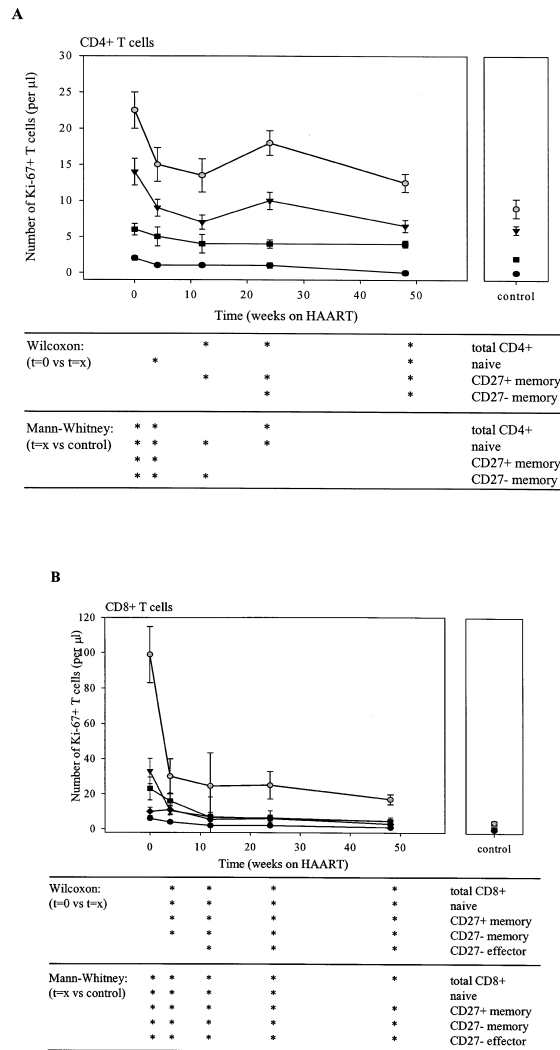 A
CD4+ T cells
Number of Ki-67+ T cells (per µl)
30
25
20
15
10
5
0
0 10 20 30 40 50
control
Time (weeks on HAART)
Wilcoxon: * * * total CD4+
(t=0 vs t=x) * * naive
* * * CD27+ memory
* * CD27- memory
Mann-Whitney: * * * total CD4+
(t=x vs control) * * * * naive
* * CD27+ memory
* * * CD27- memory
B
CD8+ T cells
Number of Ki-67+ T cells (per µl)
120
100
80
60
40
20
0
0 10 20 30 40 50
control
Time (weeks on HAART)
Wilcoxon: * * * * total CD8+
(t=0 vs t=x) * * * * naive
* * * * CD27+ memory
* * * * CD27- memory
* * * CD27- effector
Mann-Whitney: * * * * * total CD8+
(t=x vs control) * * * * naive
* * * * * CD27+ memory
* * * * * CD27- memory
* * * * * CD27- effector